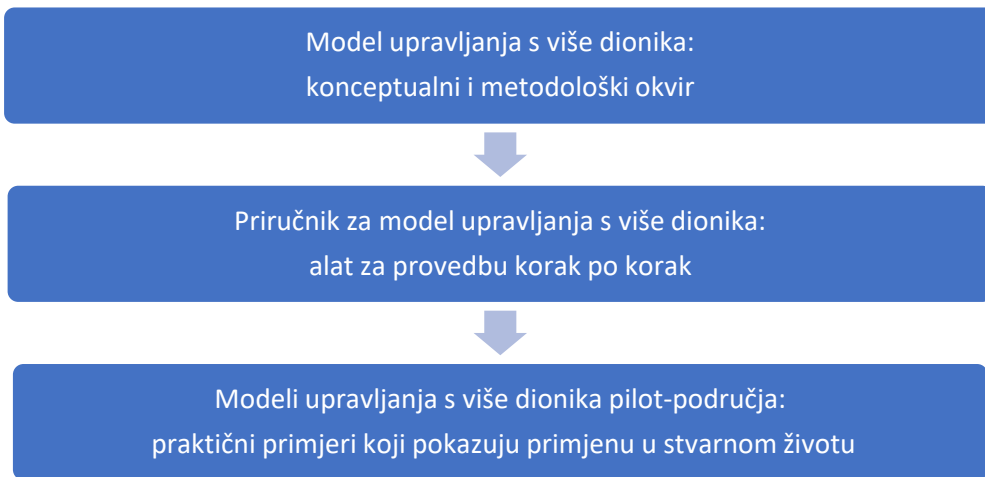 Model upravljanja s više dionika:
konceptualni i metodološki okvir
Priručnik za model upravljanja s više dionika:
alat za provedbu korak po korak
Modeli upravljanja s više dionika pilot-područja:
praktični primjeri koji pokazuju primjenu u stvarnom životu